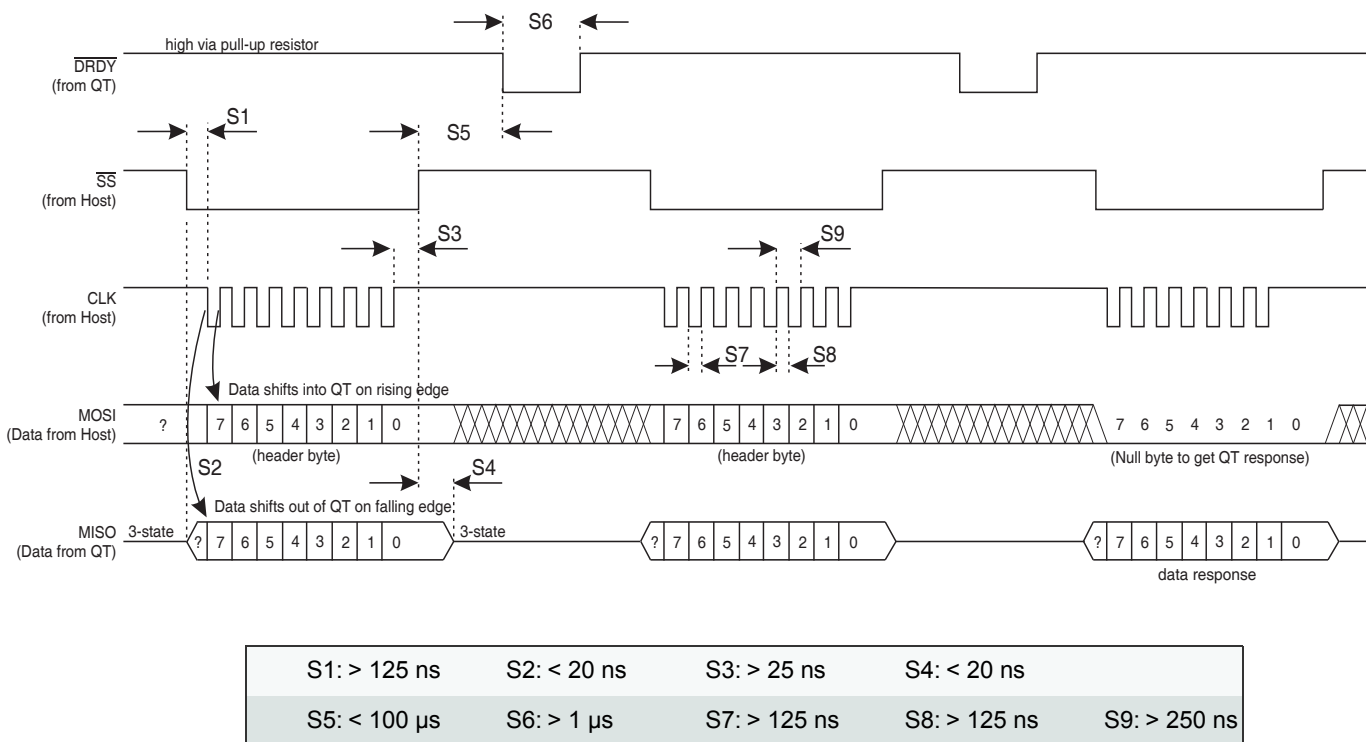 S6
high via pull-up resistor
DRDY
(from QT)
S1
S5
SS
(from Host)
S3
S9
CLK
(from Host)
S7
S8
Data shifts into QT on rising edge
MOSI
(Data from Host)
? 7 6 5 4 3 2 1 0
7 6 5 4 3 2 1 0
7 6 5 4 3 2 1 0
(header byte)
(header byte)
(Null byte to get QT response)
S2
S4
Data shifts out of QT on falling edge
MISO
(Data from QT)
3-state
? 7 6 5 4 3 2 1 0
3-state
? 7 6 5 4 3 2 1 0
? 7 6 5 4 3 2 1 0
data response
S1: > 125 ns S2: < 20 ns S3: > 25 ns S4: < 20 ns
S5: < 100 µs S6: > 1 µs S7: > 125 ns S8: > 125 ns S9: > 250 ns